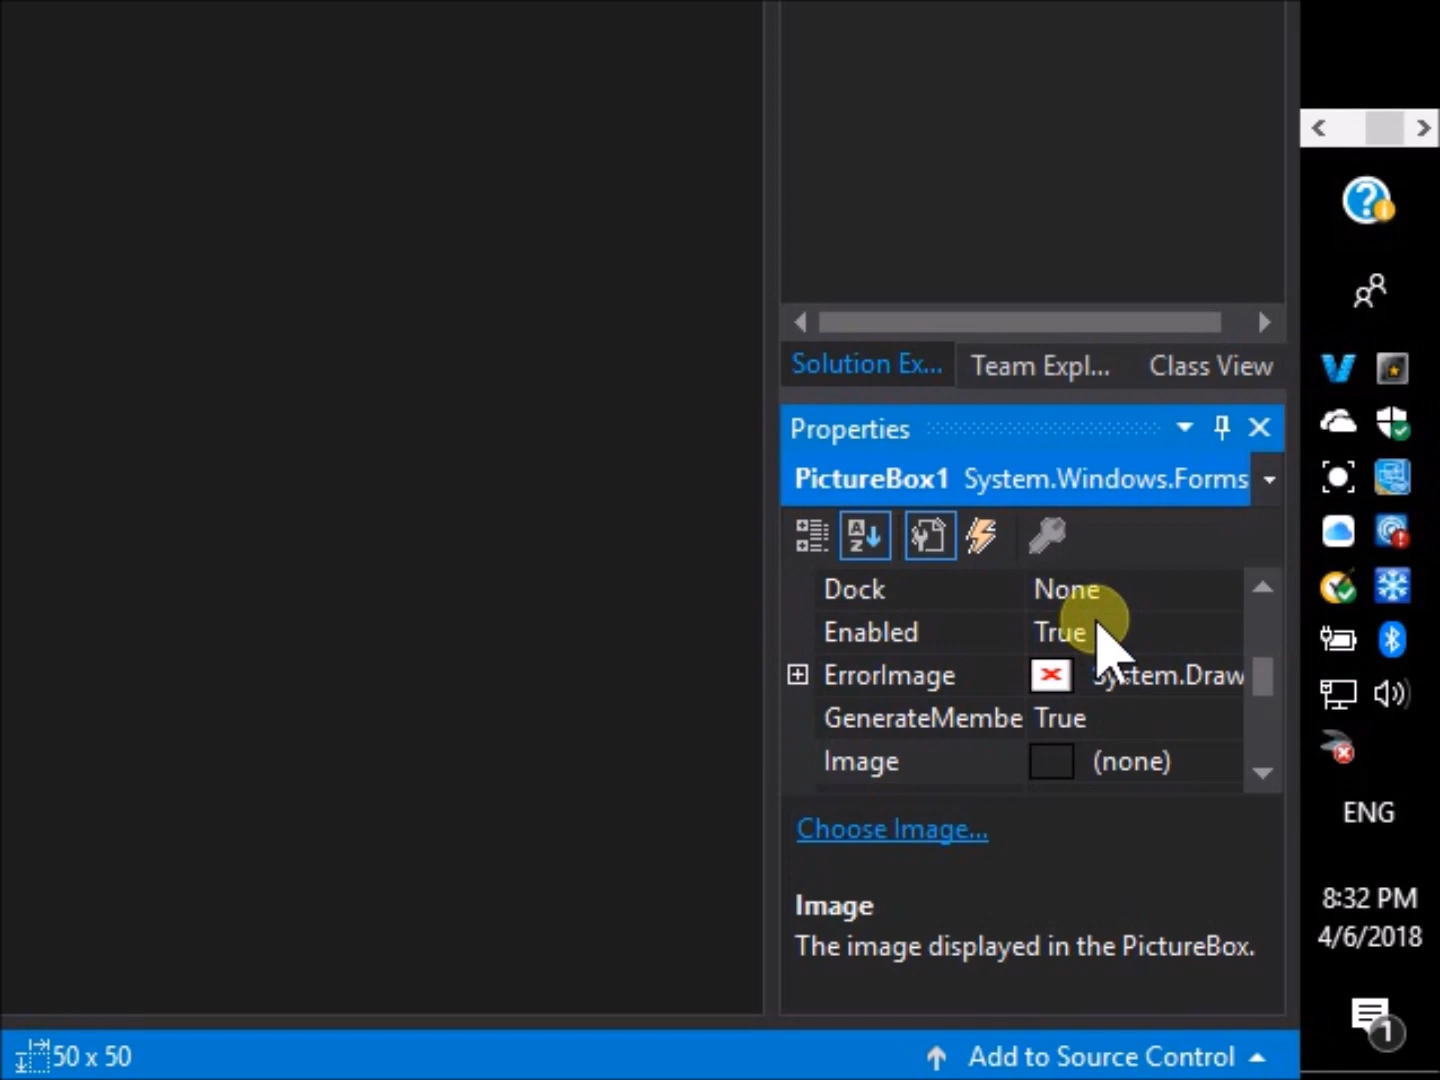 Solution Ex... Team Expl... Class View
Properties
PictureBox1 System.Windows.Forms
Dock None
Enabled True
ErrorImage System.Draw
GenerateMembe True
Image (none)
Choose Image...
Image
The image displayed in the PictureBox.
50 x 50
Add to Source Control
ENG
8:32 PM
4/6/2018
1